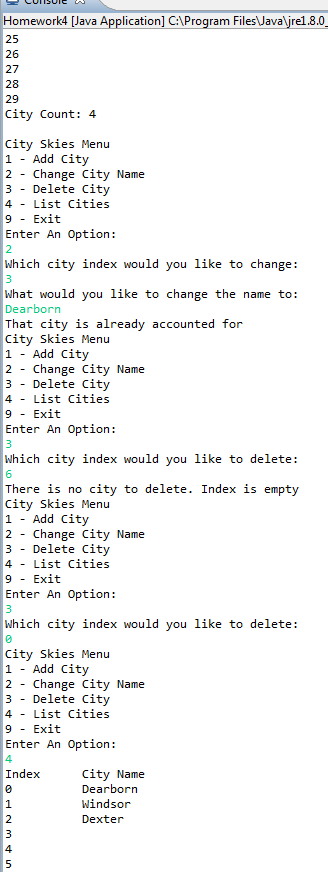 Console
Homework4 [Java Application] C:\Program Files\Java\jre1.8.0_
25
26
27
28
29
City Count: 4
City Skies Menu
1 - Add City
2 - Change City Name
3 - Delete City
4 - List Cities
9 - Exit
Enter An Option:
2
Which city index would you like to change:
3
What would you like to change the name to:
Dearborn
That city is already accounted for
City Skies Menu
1 - Add City
2 - Change City Name
3 - Delete City
4 - List Cities
9 - Exit
Enter An Option:
3
Which city index would you like to delete:
6
There is no city to delete. Index is empty
City Skies Menu
1 - Add City
2 - Change City Name
3 - Delete City
4 - List Cities
9 - Exit
Enter An Option:
3
Which city index would you like to delete:
0
City Skies Menu
1 - Add City
2 - Change City Name
3 - Delete City
4 - List Cities
9 - Exit
Enter An Option:
4
Index City Name
0 Dearborn
1 Windsor
2 Dexter
3
4
5